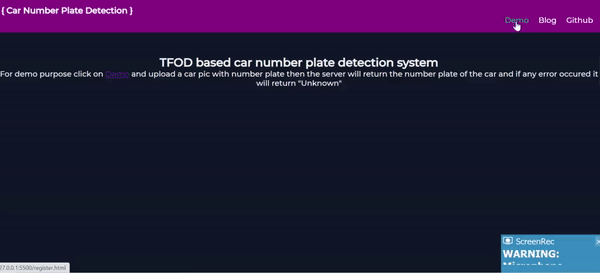 { Car Number Plate Detection }
Demo Blog Github
TFOD based car number plate detection system
For demo purpose click on Demo and upload a car pic with number plate then the server will return the number plate of the car and if any error occured it
will return "Unknown"
ScreenRec
WARNING:
27.0.0.1:5500/register.html